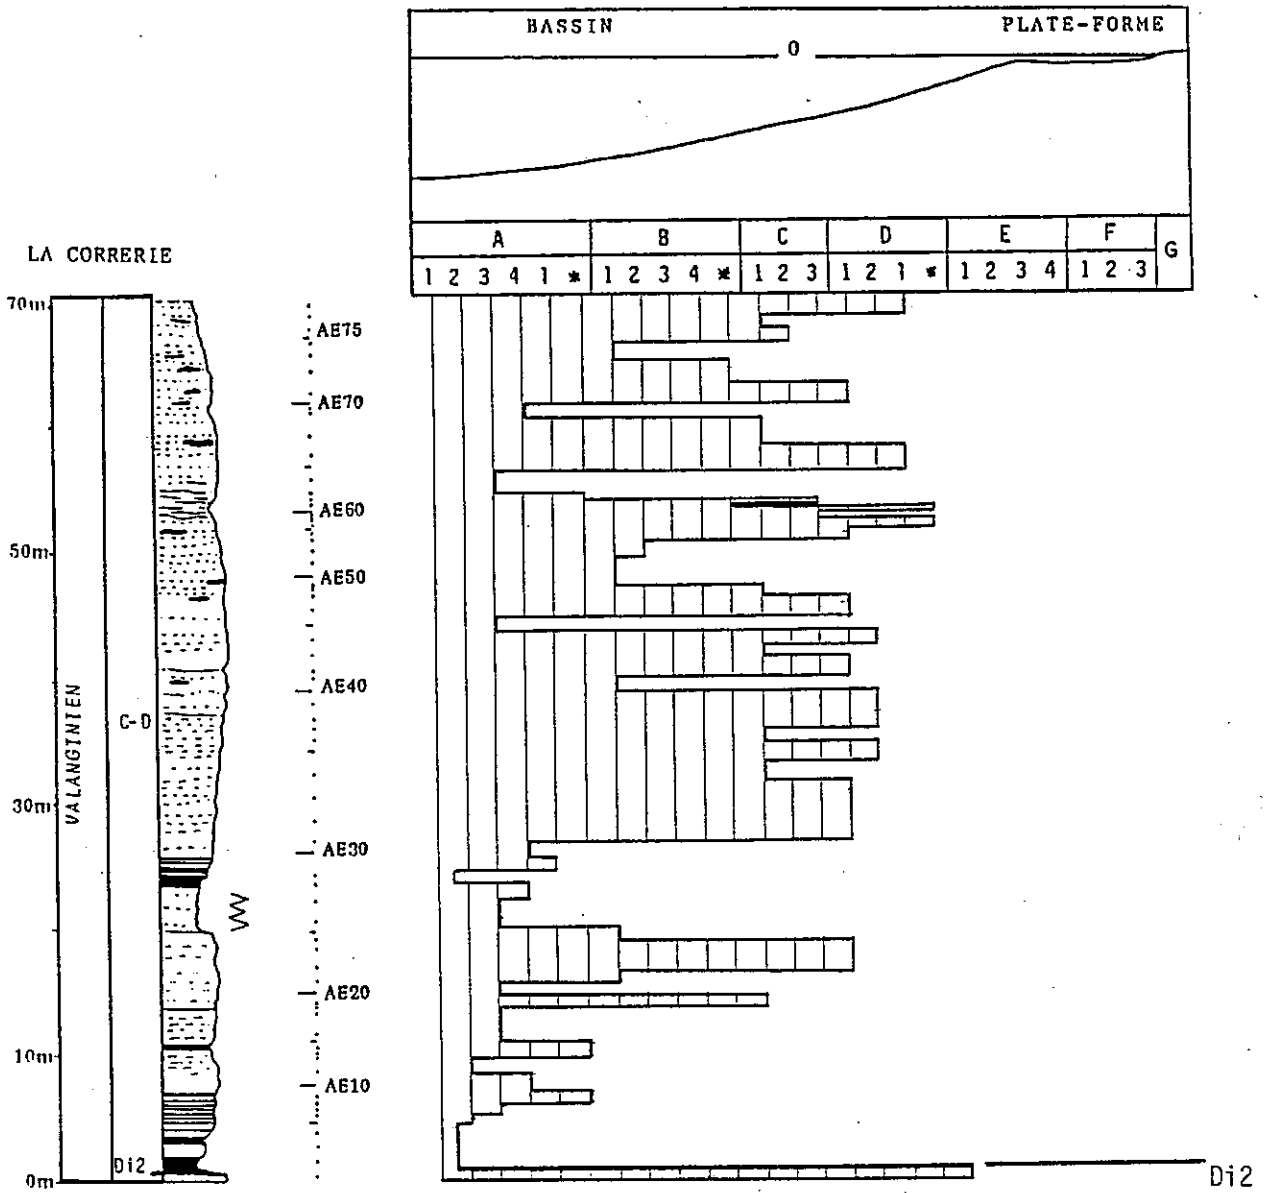 BASSIN PLATE-FORME
0
A B C D E F G
1 2 3 4 1 * 1 2 3 4 * 1 2 3 1 2 1 * 1 2 3 4 1 2 3
LA CORRERIE
70m
AE75
AE70
AE60
50m
AE50
AE40
VALANGINIEN
C-D
30m
AE30
AE20
10m
AE10
Di2
0m
Di2